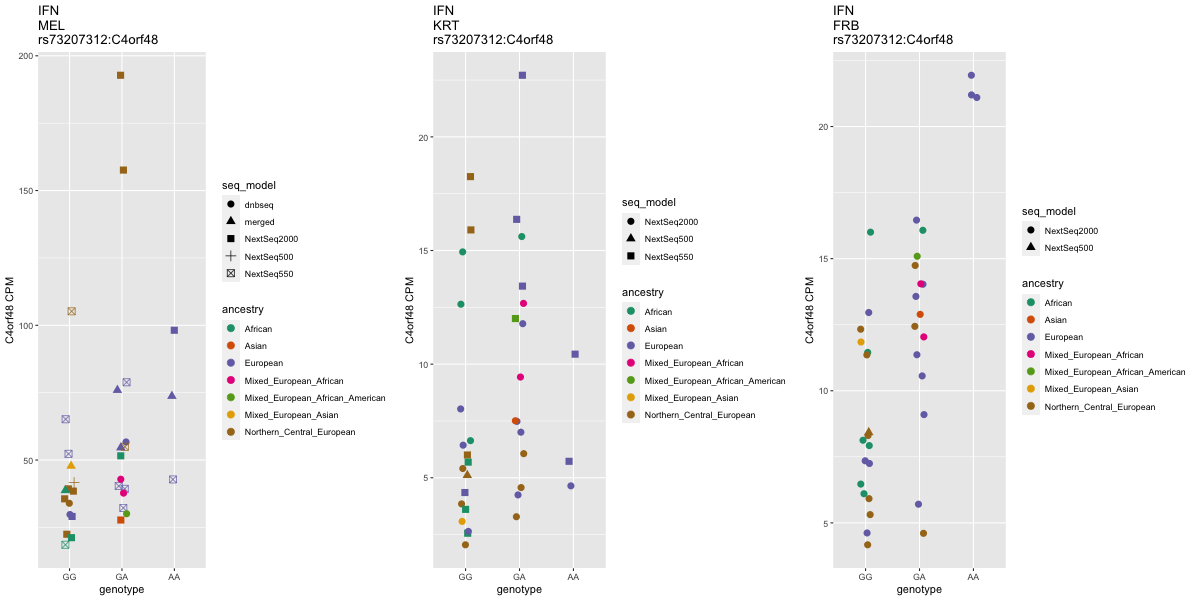 IFN
MEL
rs73207312:C4orf48
C4orf48 CPM
200
150
100
50
GG
GA
AA
genotype
seq_model
dnbseq
merged
NextSeq2000
NextSeq500
NextSeq550
ancestry
African
Asian
European
Mixed_European_African
Mixed_European_African_American
Mixed_European_Asian
Northern_Central_European
IFN
KRT
rs73207312:C4orf48
C4orf48 CPM
20
15
10
5
GG
GA
AA
genotype
seq_model
NextSeq2000
NextSeq500
NextSeq550
ancestry
African
Asian
European
Mixed_European_African
Mixed_European_African_American
Mixed_European_Asian
Northern_Central_European
IFN
FRB
rs73207312:C4orf48
C4orf48 CPM
20
15
10
5
GG
GA
AA
genotype
seq_model
NextSeq2000
NextSeq500
ancestry
African
Asian
European
Mixed_European_African
Mixed_European_African_American
Mixed_European_Asian
Northern_Central_European